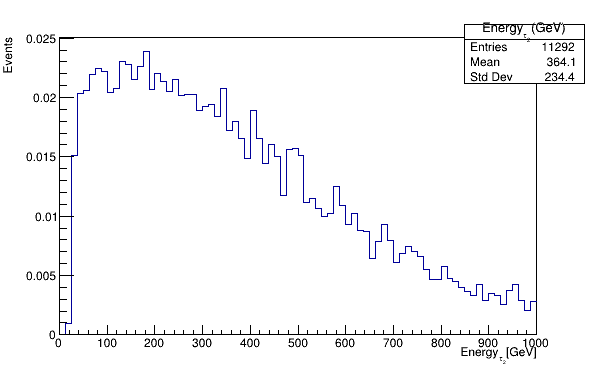 Energy_τ₂ (GeV)
Entries 11292
Mean 364.1
Std Dev 234.4
Events
0.025
0.02
0.015
0.01
0.005
0
0 100 200 300 400 500 600 700 800 900 1000
Energy_τ₂ [GeV]